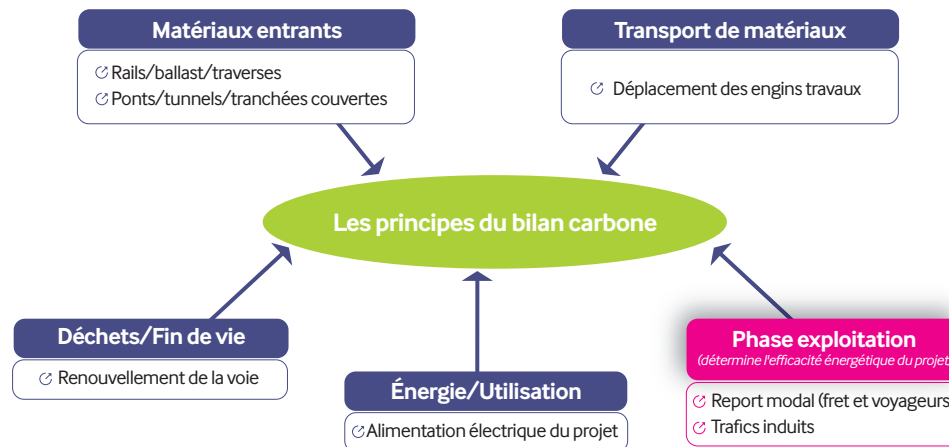 Matériaux entrants
Rails/ballast/traverses
Ponts/tunnels/tranchées couvertes
Transport de matériaux
Déplacement des engins travaux
Les principes du bilan carbone
Déchets/Fin de vie
Renouvellement de la voie
Énergie/Utilisation
Alimentation électrique du projet
Phase exploitation
(détermine l'efficacité énergétique du projet
Report modal (fret et voyageurs
Trafics induits